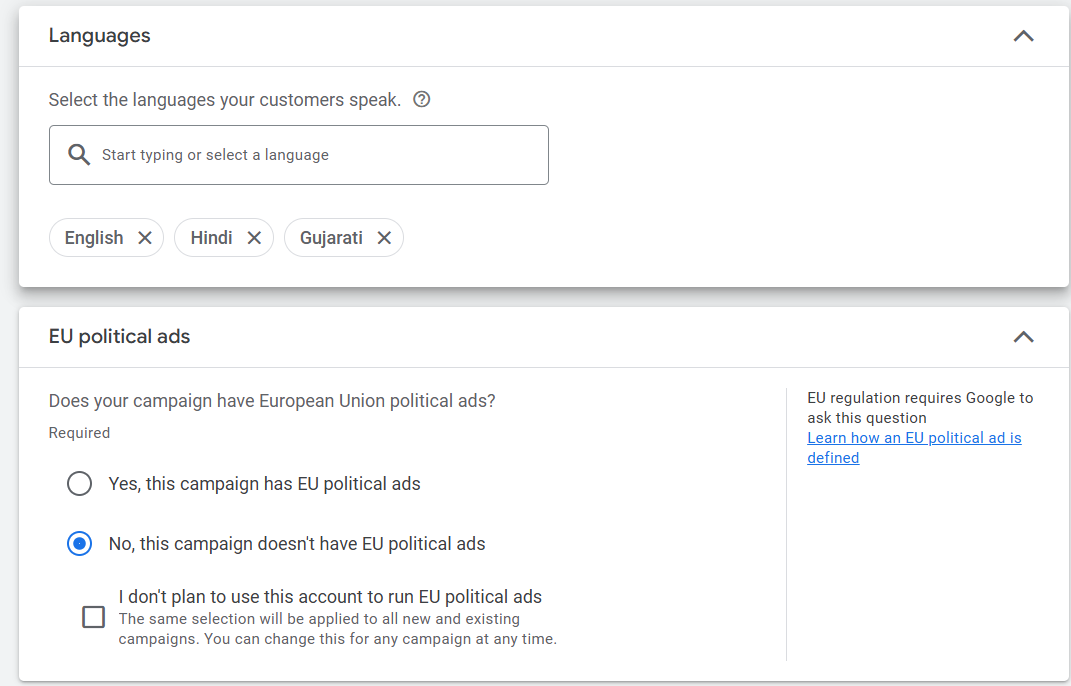 Languages
Select the languages your customers speak.
Start typing or select a language
English
Hindi
Gujarati
EU political ads
Does your campaign have European Union political ads?
Required
Yes, this campaign has EU political ads
No, this campaign doesn't have EU political ads
I don't plan to use this account to run EU political ads
The same selection will be applied to all new and existing
campaigns. You can change this for any campaign at any time.
EU regulation requires Google to
ask this question
Learn how an EU political ad is
defined